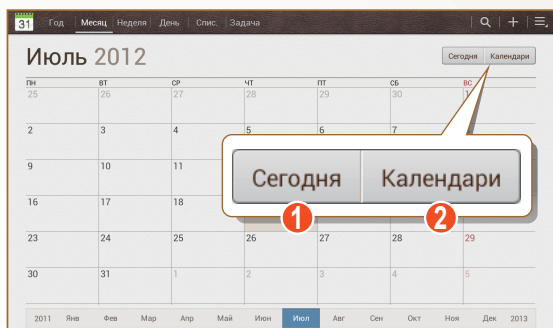 31 Год Месяц Неделя День Спис. Задача
Июль 2012
Сегодня Календари
ПН ВТ СР ЧТ ПТ СБ ВС
25 26 27 28 29 30 1
2 3 4 5 6 7
Сегодня Календари
1 2
9 10 11
16 17 18
23 24 25 26 27 28 29
30 31 1 2 3 4 5
2011 Янв Фев Мар Апр Май Июн Июл Авг Сен Окт Ноя Дек 2013